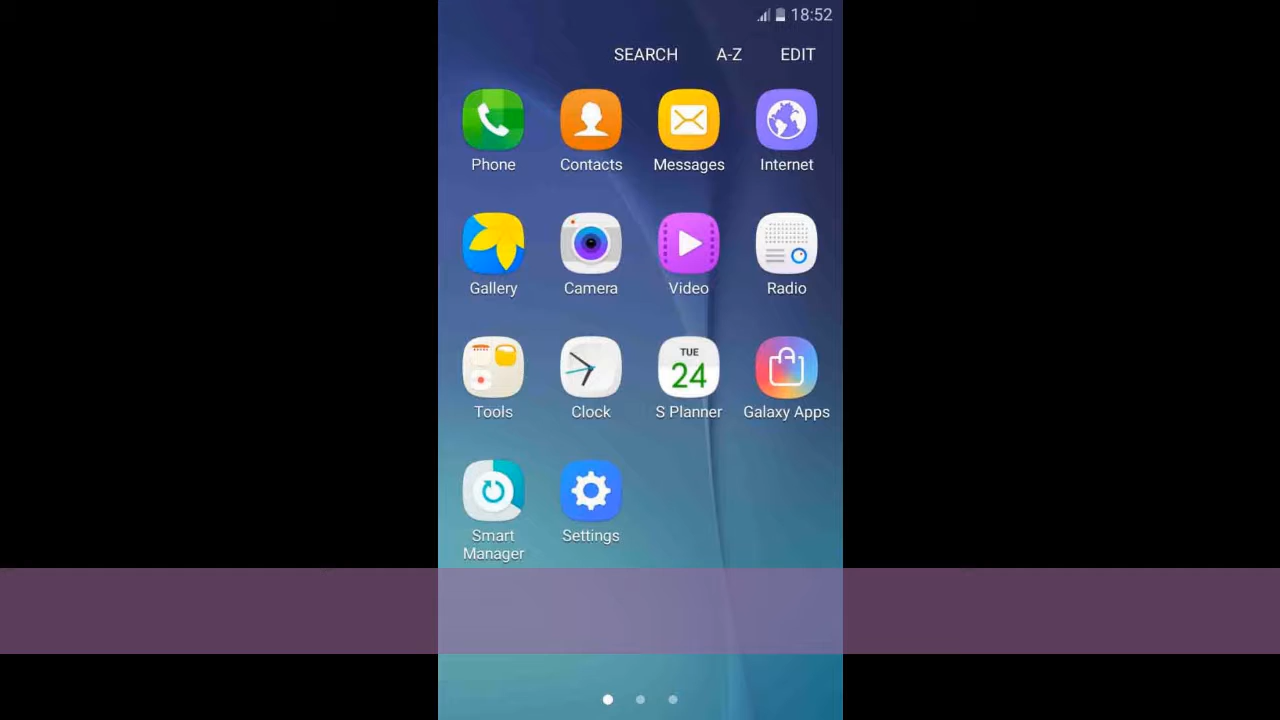 18:52
SEARCH A-Z EDIT
Phone Contacts Messages Internet
Gallery Camera Video Radio
TUE
24
Tools Clock S Planner Galaxy Apps
Smart Settings
Manager